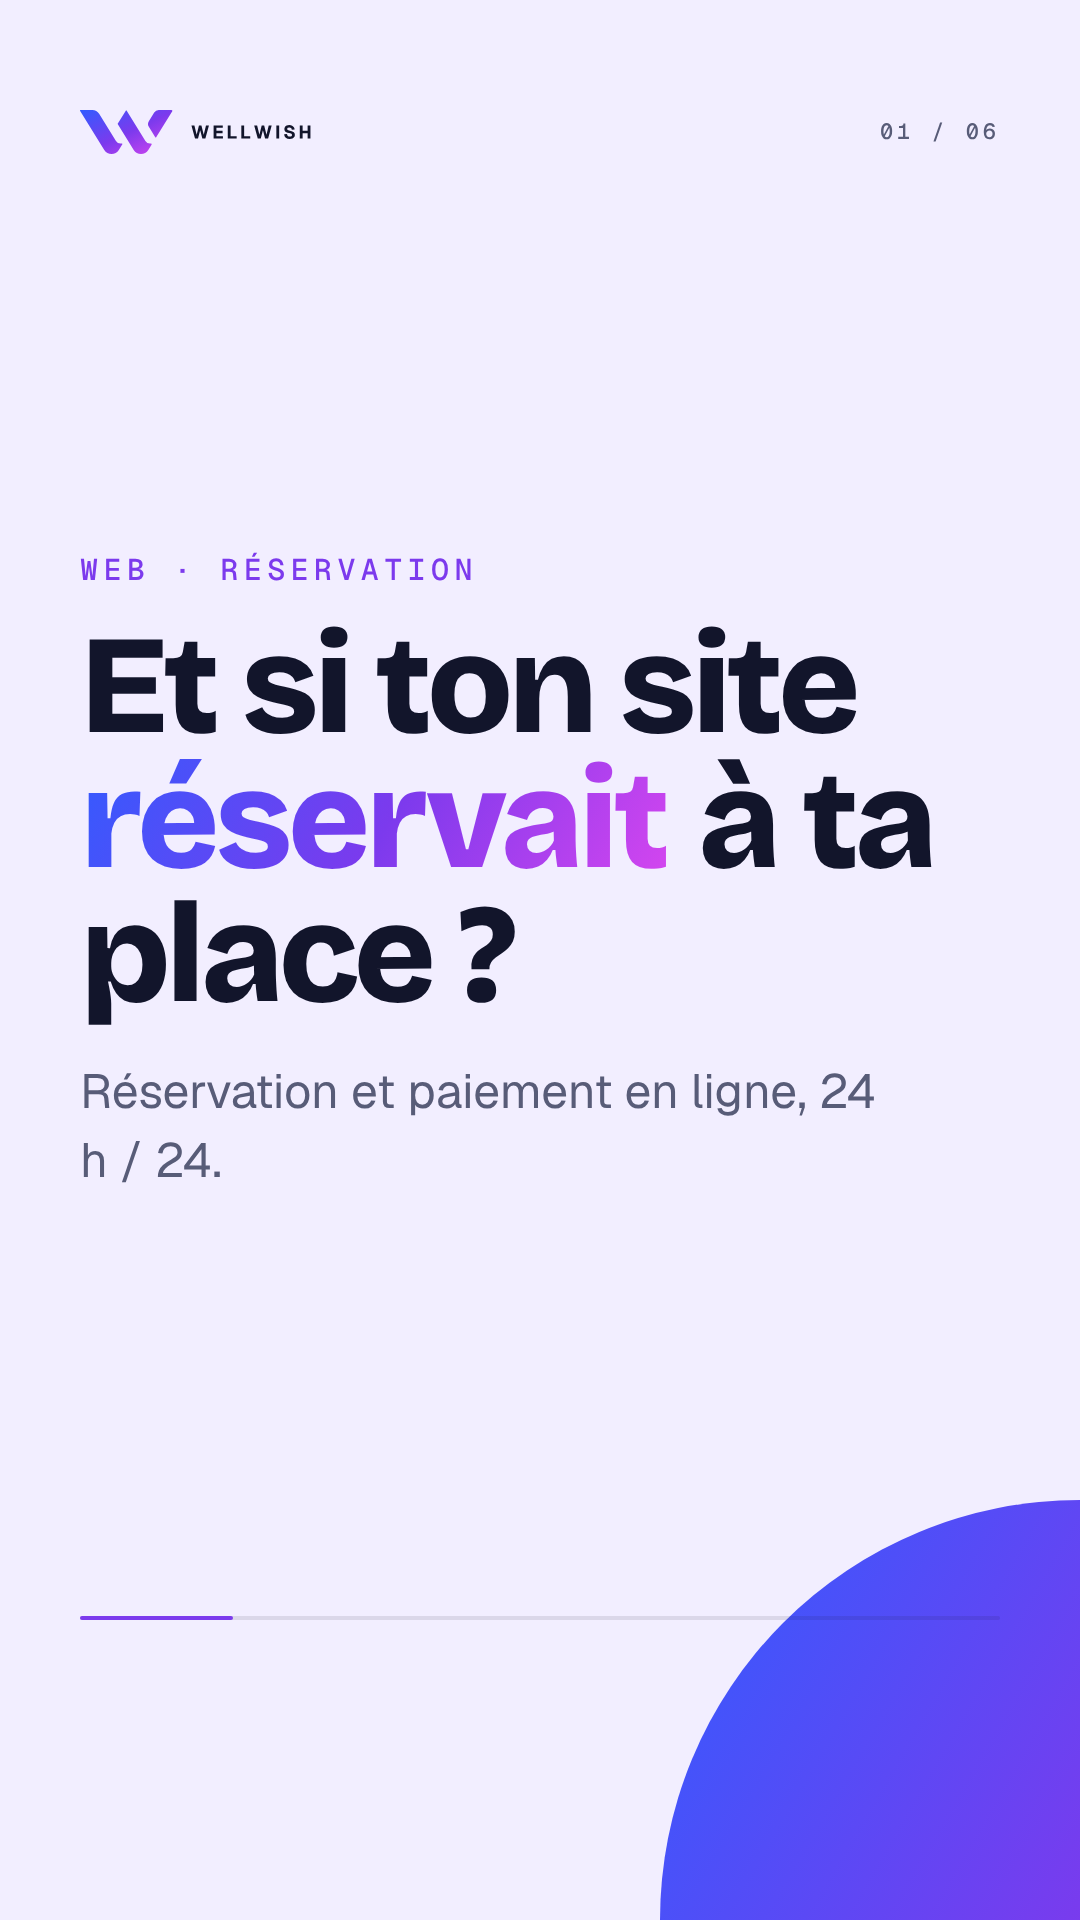 WELLWISH
01 / 06
WEB · RÉSERVATION
Et si ton site
réservait à ta
place ?
Réservation et paiement en ligne, 24
h / 24.